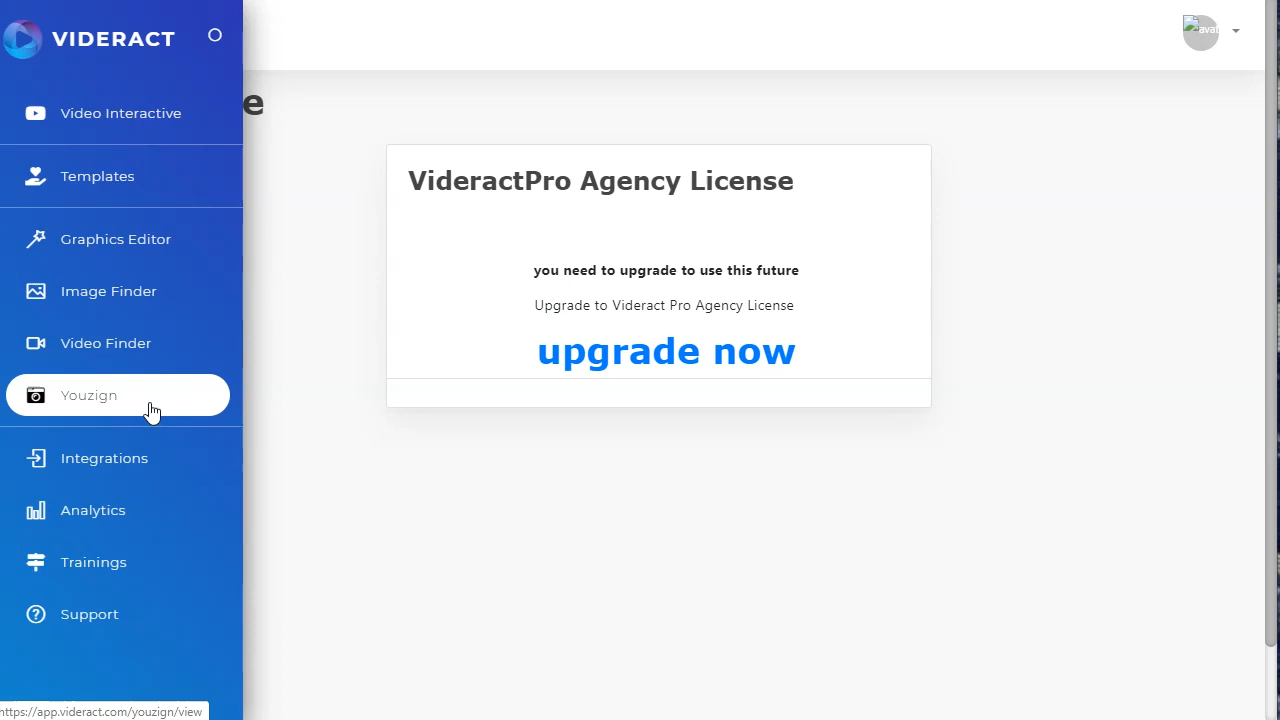 VIDERACT
avat
Video Interactive
e
Templates
VideractPro Agency License
Graphics Editor
you need to upgrade to use this future
Image Finder
Upgrade to Videract Pro Agency License
Video Finder
upgrade now
Youzign
Integrations
Analytics
Trainings
Support
https://app.videract.com/youzign/view